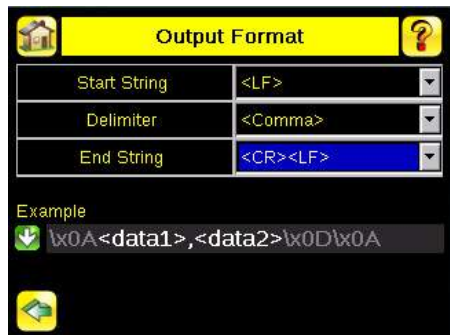 Output Format
Start String <LF>
Delimiter <Comma>
End String <CR><LF>
Example
\x0A<data1>,<data2>\x0D\x0A